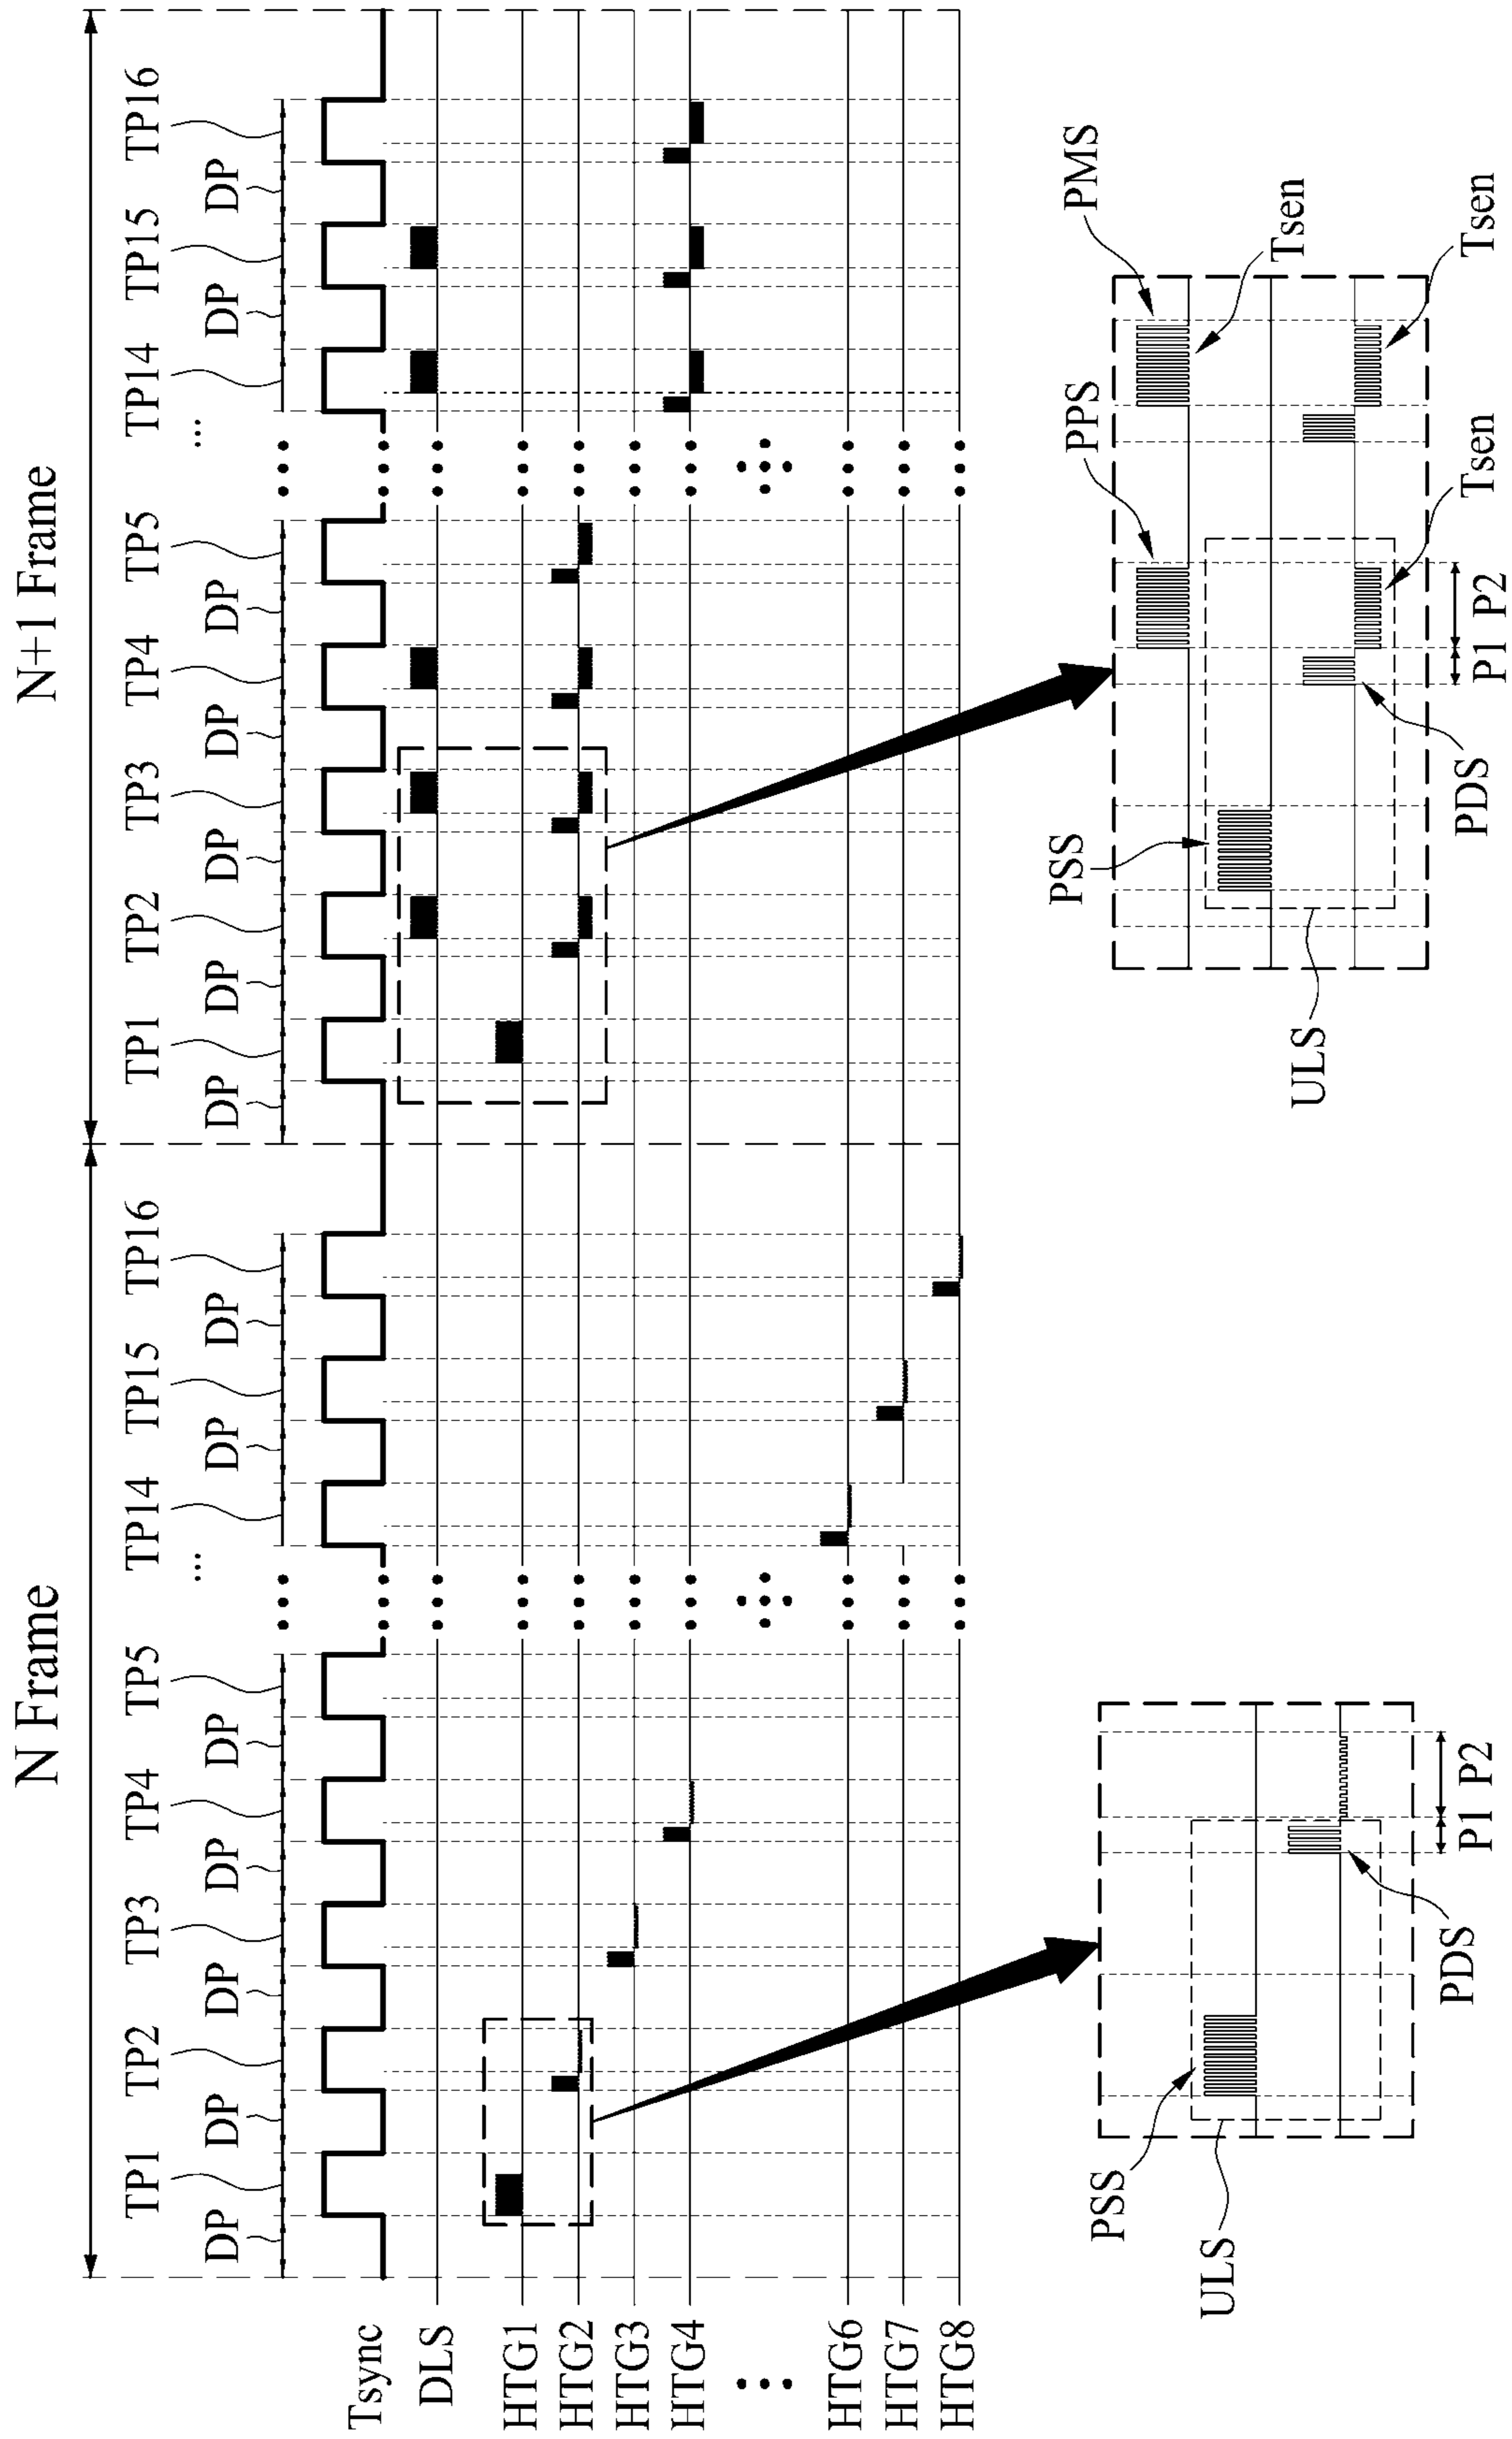 N Frame
N+1 Frame
TP1 TP2 TP3 TP4 TP5 ... TP14 TP15 TP16 TP1 TP2 TP3 TP4 TP5 ... TP14 TP15 TP16
DP DP DP DP DP DP DP DP DP DP DP DP DP DP
Tsync
DLS
HTG1
HTG2
HTG3
HTG4
HTG6
HTG7
HTG8
PSS
ULS
PDS
P1 P2
PSS
PPS
PMS
Tsen
ULS
PDS
Tsen
Tsen
P1 P2